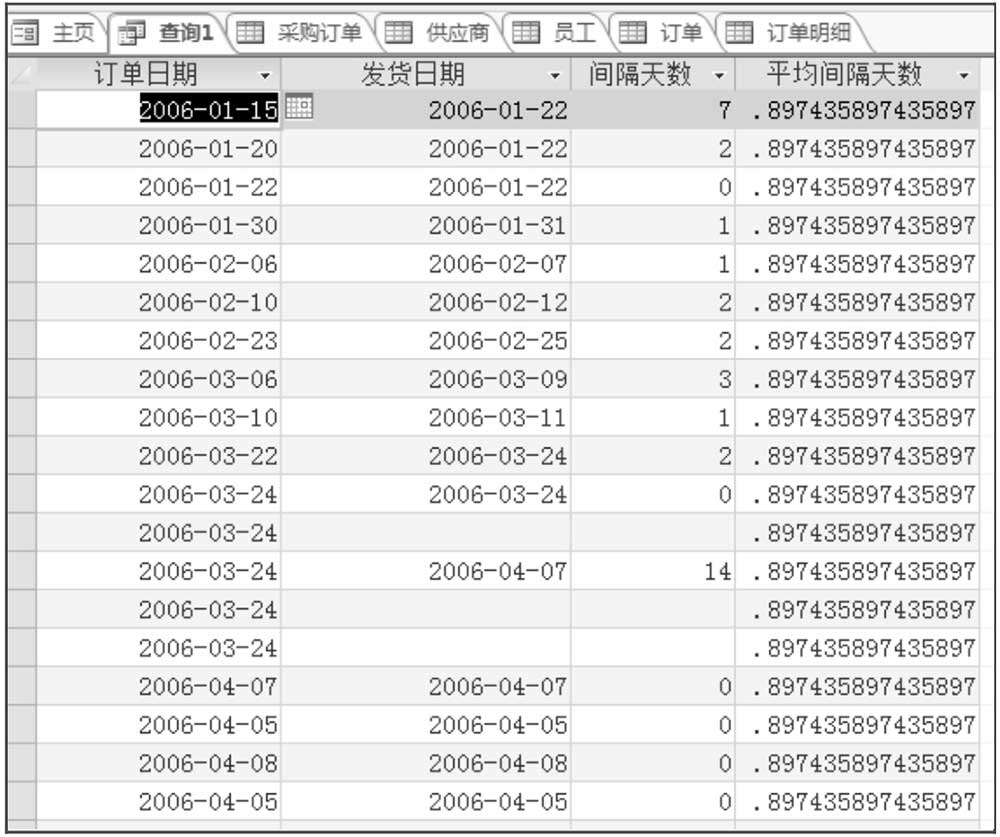 主页 查询1 采购订单 供应商 员工 订单 订单明细
订单日期 发货日期 间隔天数 平均间隔天数
2006-01-15 2006-01-22 7 .897435897435897
2006-01-20 2006-01-22 2 .897435897435897
2006-01-22 2006-01-22 0 .897435897435897
2006-01-30 2006-01-31 1 .897435897435897
2006-02-06 2006-02-07 1 .897435897435897
2006-02-10 2006-02-12 2 .897435897435897
2006-02-23 2006-02-25 2 .897435897435897
2006-03-06 2006-03-09 3 .897435897435897
2006-03-10 2006-03-11 1 .897435897435897
2006-03-22 2006-03-24 2 .897435897435897
2006-03-24 2006-03-24 0 .897435897435897
2006-03-24 .897435897435897
2006-03-24 2006-04-07 14 .897435897435897
2006-03-24 .897435897435897
2006-03-24 .897435897435897
2006-04-07 2006-04-07 0 .897435897435897
2006-04-05 2006-04-05 0 .897435897435897
2006-04-08 2006-04-08 0 .897435897435897
2006-04-05 2006-04-05 0 .897435897435897